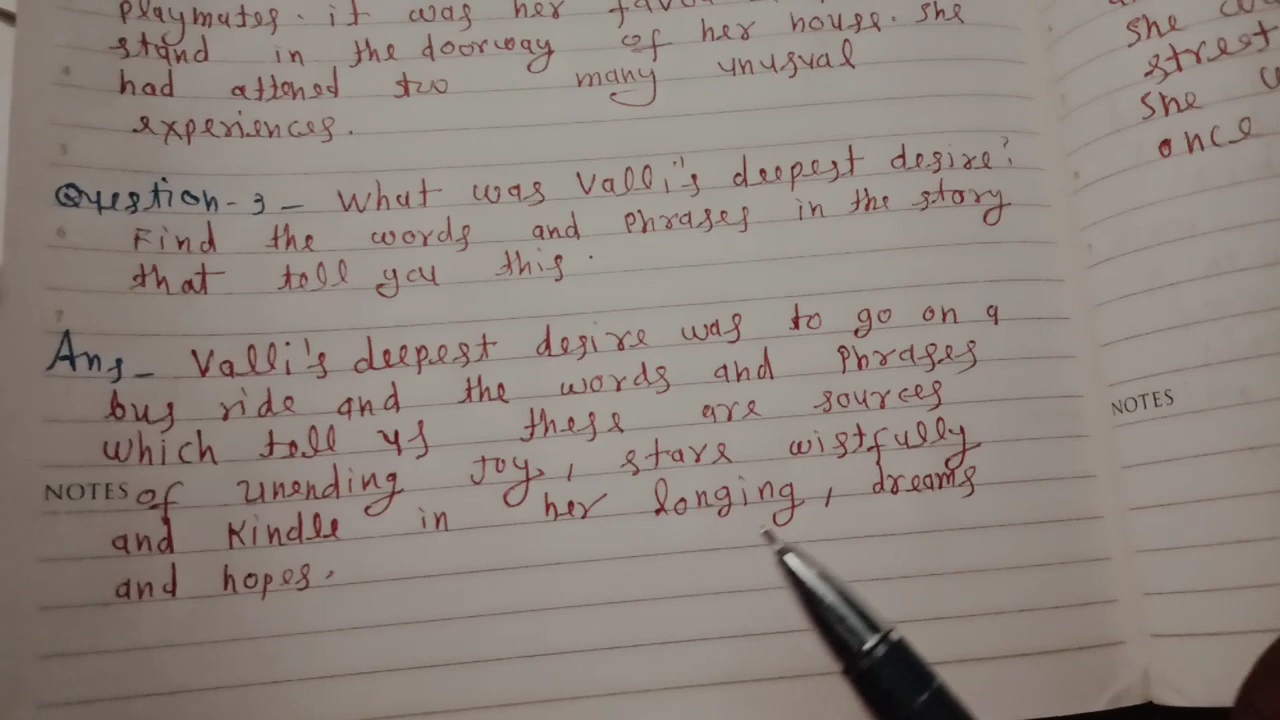 playmates. it was her
stand in the doorway of her house. she
had attened two many unusual
experiences.
Question-3 - What was Valli's deepest desire?
Find the words and phrases in the story
that tell you this.
Ans - Valli's deepest desire was to go on a
bus ride and the words and phrases
which tell us these are sources
of unending Joy, stare wistfully
and kindle in her longing, dreams
and hopes.
NOTES
she
street
she
once
NOTES